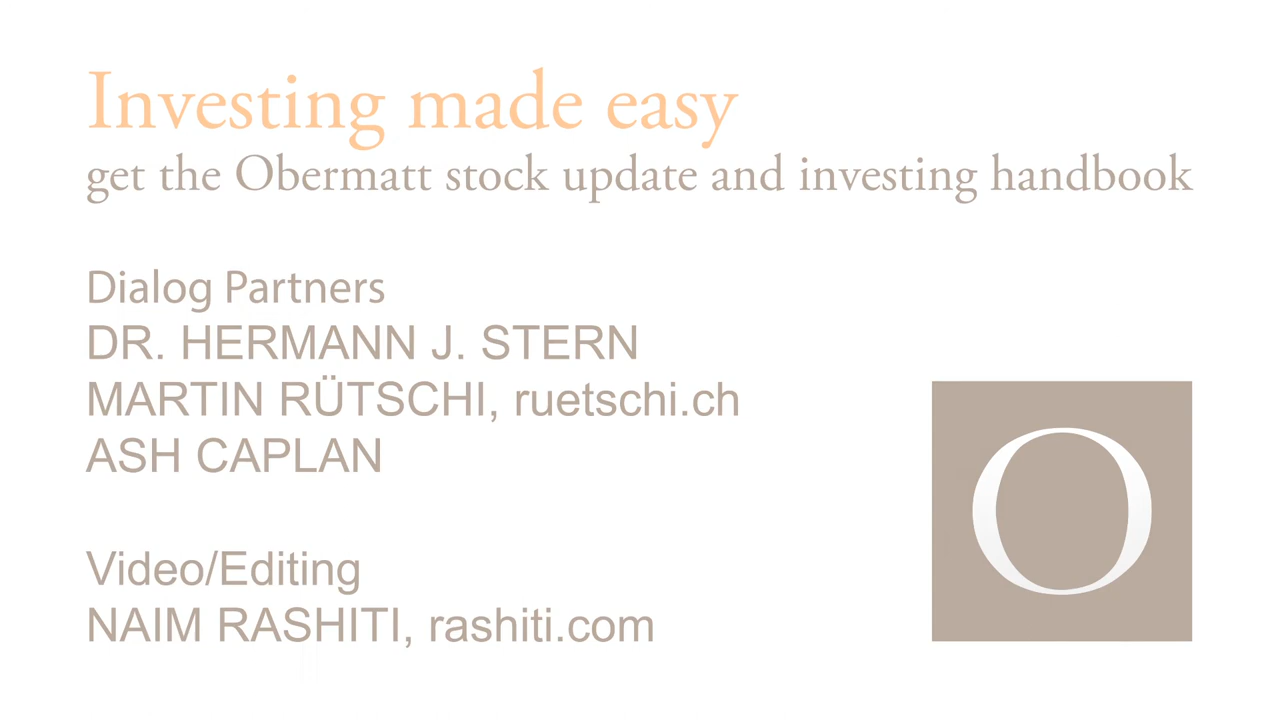 Investing made easy
get the Obermatt stock update and investing handbook
Dialog Partners
DR. HERMANN J. STERN
MARTIN RÜTSCHI, ruetschi.ch
ASH CAPLAN
Video/Editing
NAIM RASHITI, rashiti.com
O